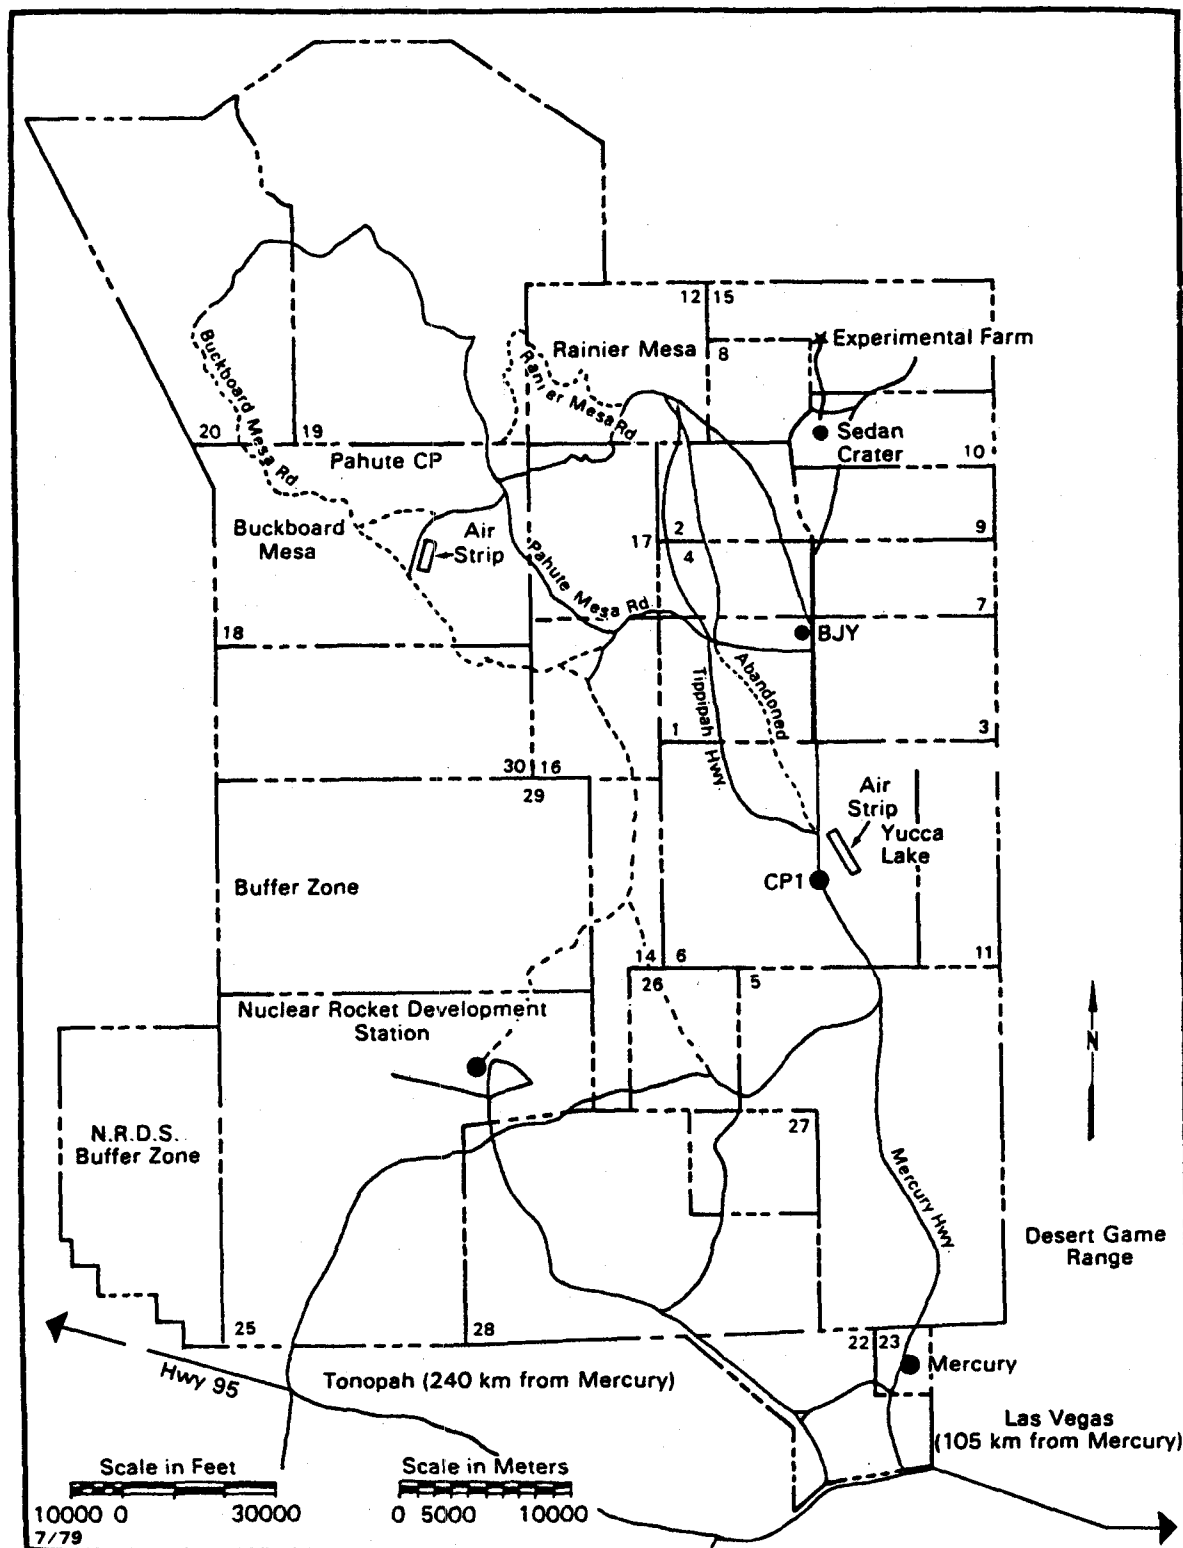 12 15
Experimental Farm
Rainier Mesa
8
Buckboard Mesa Rd
Rainier Mesa Rd
20
19
Pahute CP
Sedan
Crater
10
Buckboard
Mesa
Air
Strip
17
2
4
9
Pahute Mesa Rd.
7
18
BJY
Abandoned
Tippipah Hwy.
1
3
30 16
29
Air
Strip
Yucca
Lake
Buffer Zone
CP1
14
6
11
26
5
Nuclear Rocket Development
Station
N
N.R.D.S.
Buffer Zone
27
Mercury Hwy.
Desert Game
Range
25
28
22 23
Mercury
Hwy 95
Tonopah (240 km from Mercury)
Las Vegas
(105 km from Mercury)
Scale in Feet
10000 0 30000
Scale in Meters
0 5000 10000
7/79